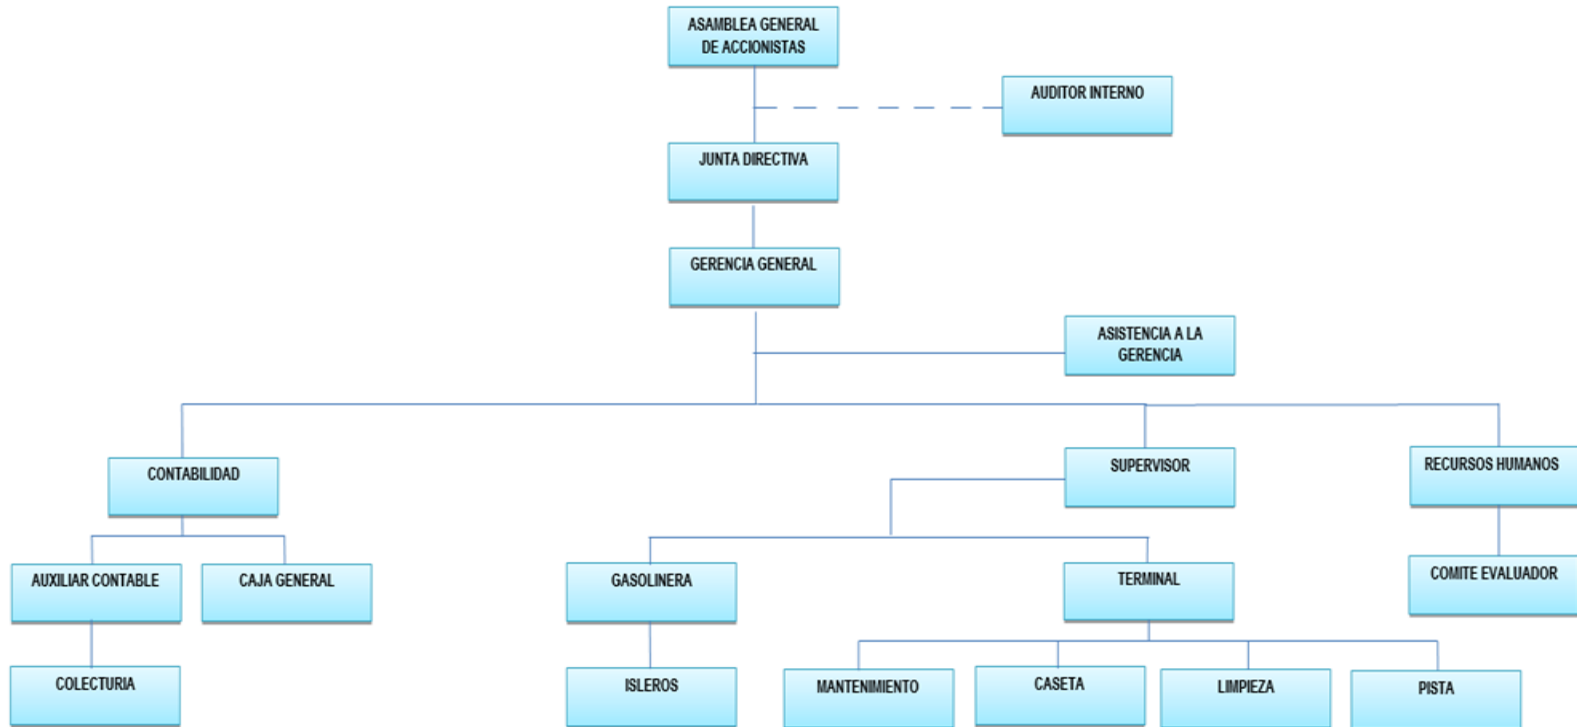 ASAMBLEA GENERAL
DE ACCIONISTAS
AUDITOR INTERNO
JUNTA DIRECTIVA
GERENCIA GENERAL
ASISTENCIA A LA
GERENCIA
CONTABILIDAD
SUPERVISOR
RECURSOS HUMANOS
AUXILIAR CONTABLE
CAJA GENERAL
GASOLINERA
TERMINAL
COMITE EVALUADOR
COLECTURIA
ISLEROS
MANTENIMIENTO
CASETA
LIMPIEZA
PISTA